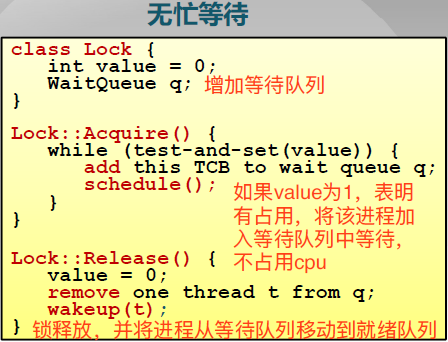 无忙等待
class Lock {
int value = 0;
WaitQueue q; 增加等待队列
}
Lock::Acquire() {
while (test-and-set(value)) {
add this TCB to wait queue q;
schedule(); 如果value为1，表明
} 有占用，将该进程加
} 入等待队列中等待，
不占用cpu
Lock::Release() {
value = 0;
remove one thread t from q;
wakeup(t);
} 锁释放，并将进程从等待队列移动到就绪队列